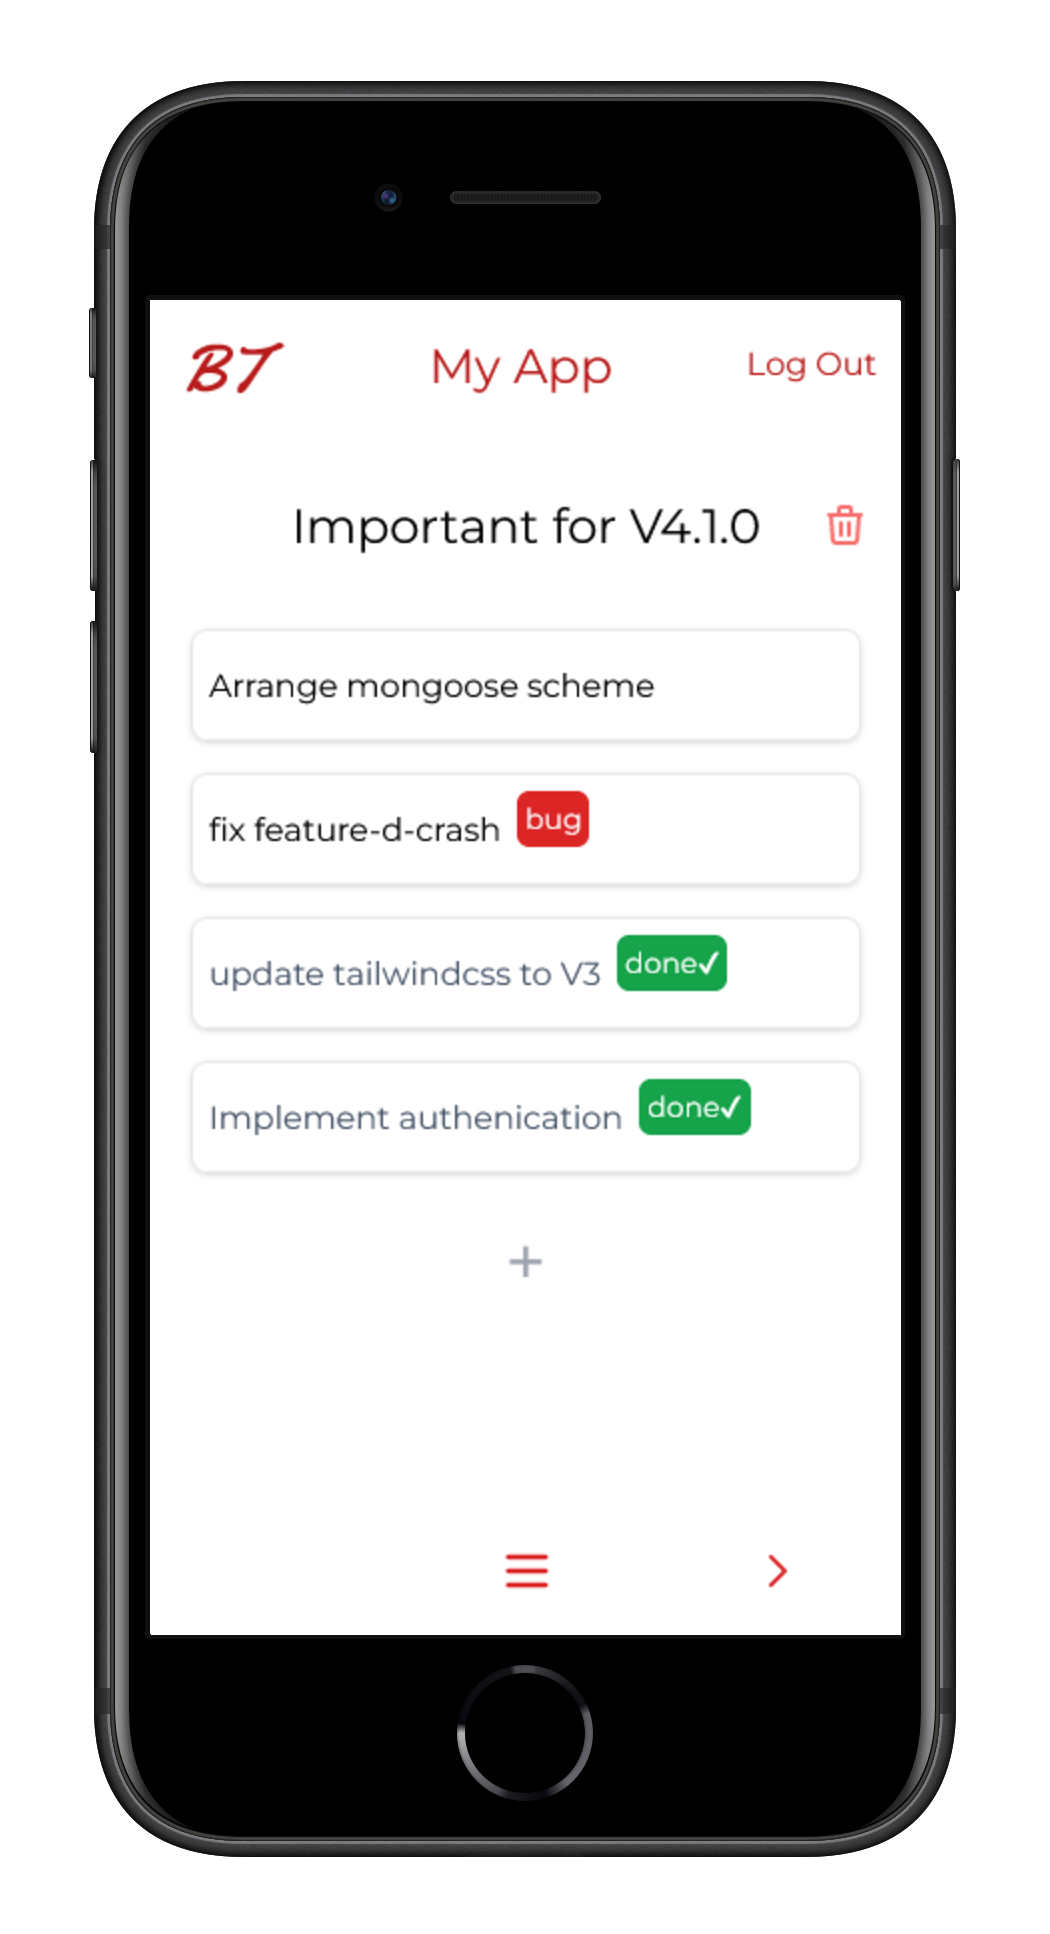 BT
My App
Log Out
Important for V4.1.0
Arrange mongoose scheme
fix feature-d-crash bug
update tailwindcss to V3 done✓
Implement authenication done✓